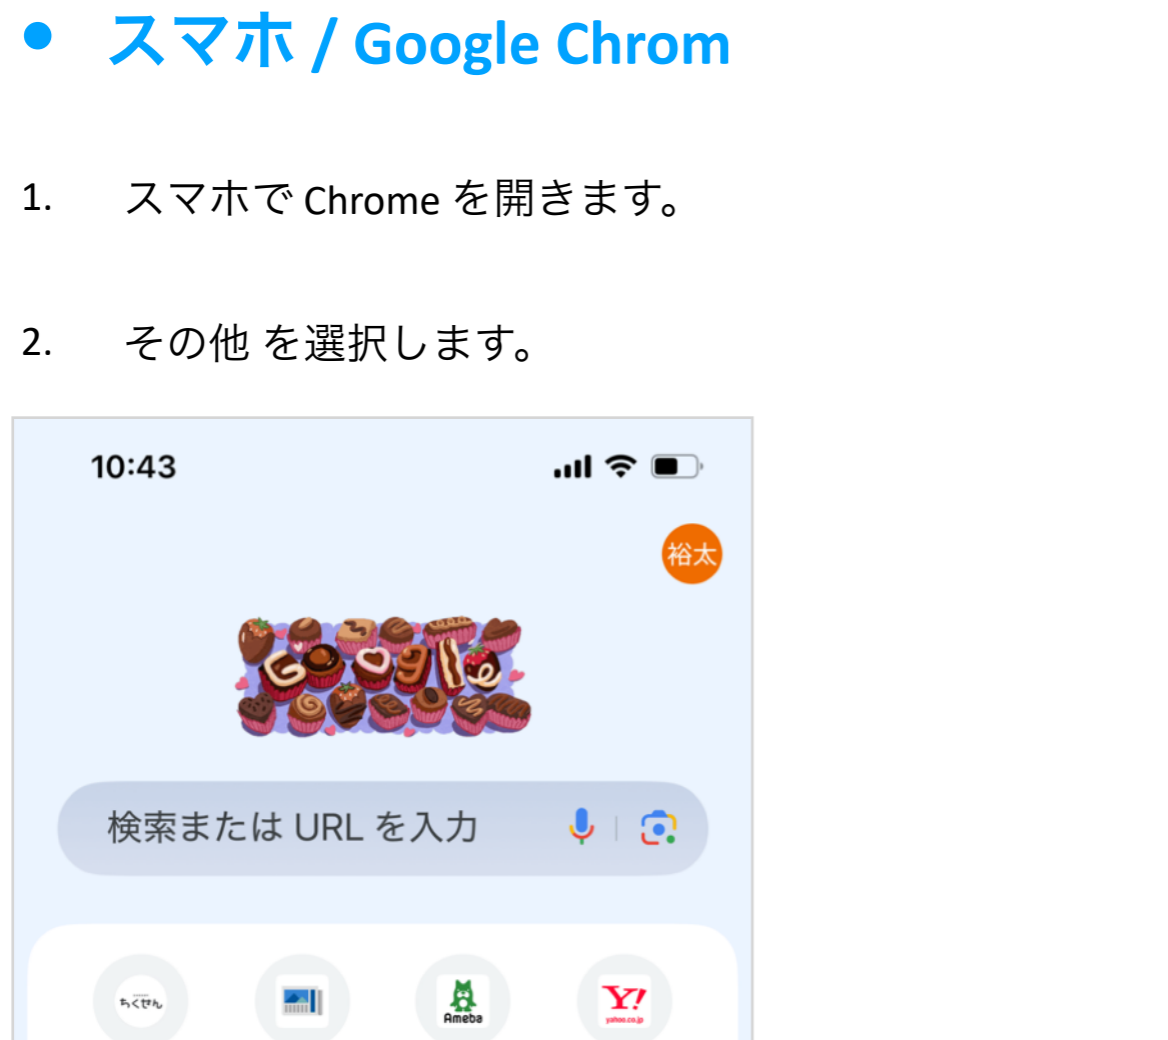 • スマホ / Google Chrom
1. スマホで Chrome を開きます。
2. その他 を選択します。
10:43
裕太
Google
検索または URL を入力
ちくせん
Ameba
Y!
yahoo.co.jp